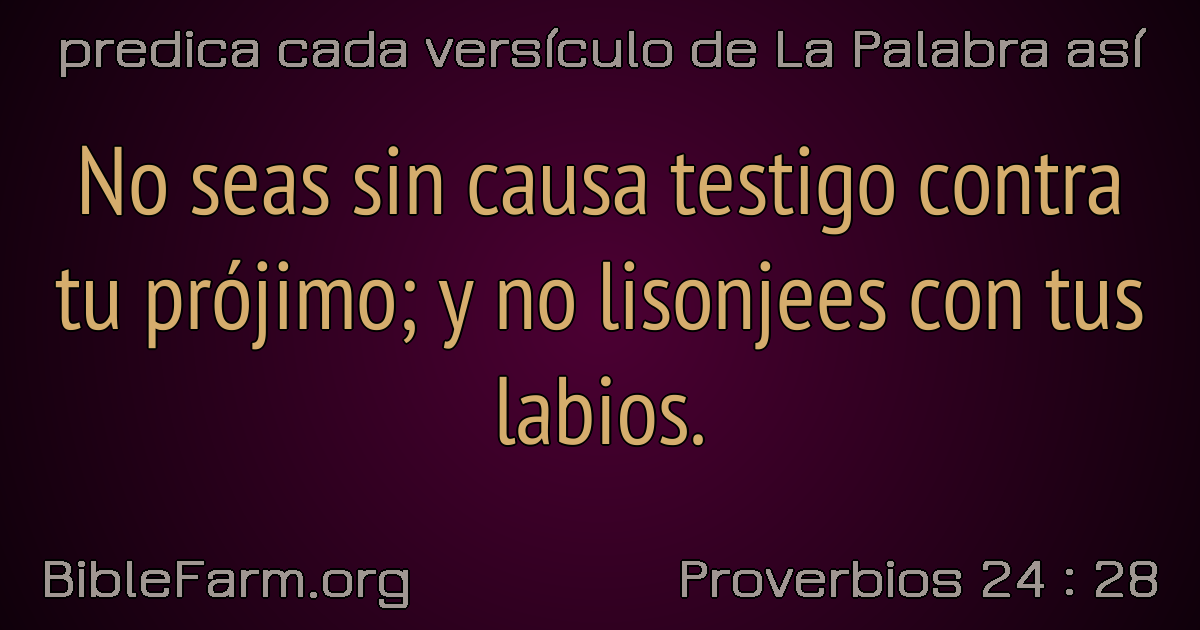 predica cada versículo de La Palabra así
No seas sin causa testigo contra
tu prójimo; y no lisonjees con tus
labios.
BibleFarm.org
Proverbios 24 : 28